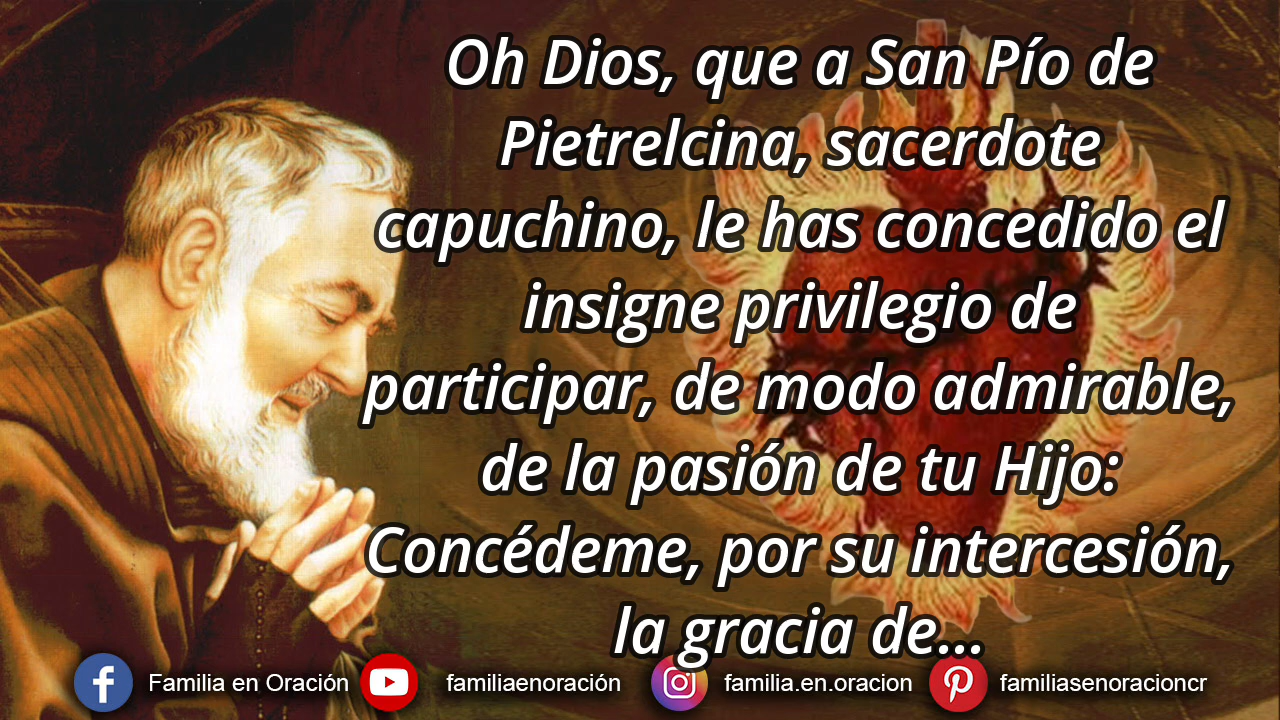 Oh Dios, que a San Pío de
Pietrelcina, sacerdote
capuchino, le has concedido el
insigne privilegio de
participar, de modo admirable,
de la pasión de tu Hijo:
Concédeme, por su intercesión,
la gracia de...
Familia en Oración familiaenoración familia.en.oracion familiasenoracioncr